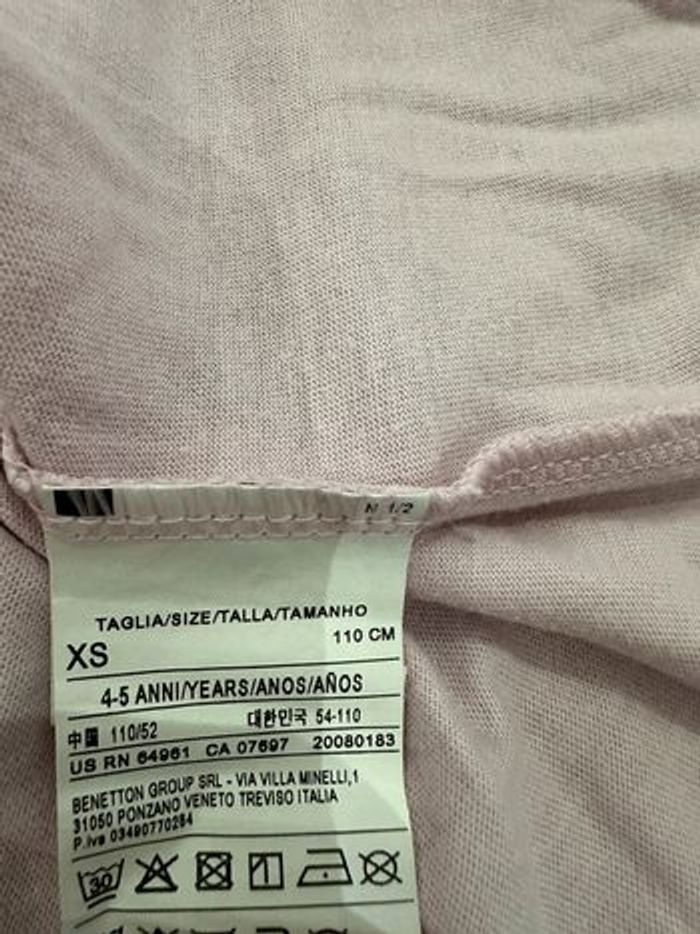 N 1/2
TAGLIA/SIZE/TALLA/TAMANHO
110 CM
XS
4-5 ANNI/YEARS/ANOS/AÑOS
中国 110/52 대한민국 54-110
US RN 64961 CA 07697 20080183
BENETTON GROUP SRL - VIA VILLA MINELLI,1
31050 PONZANO VENETO TREVISO ITALIA
P.iva 03490770264
30